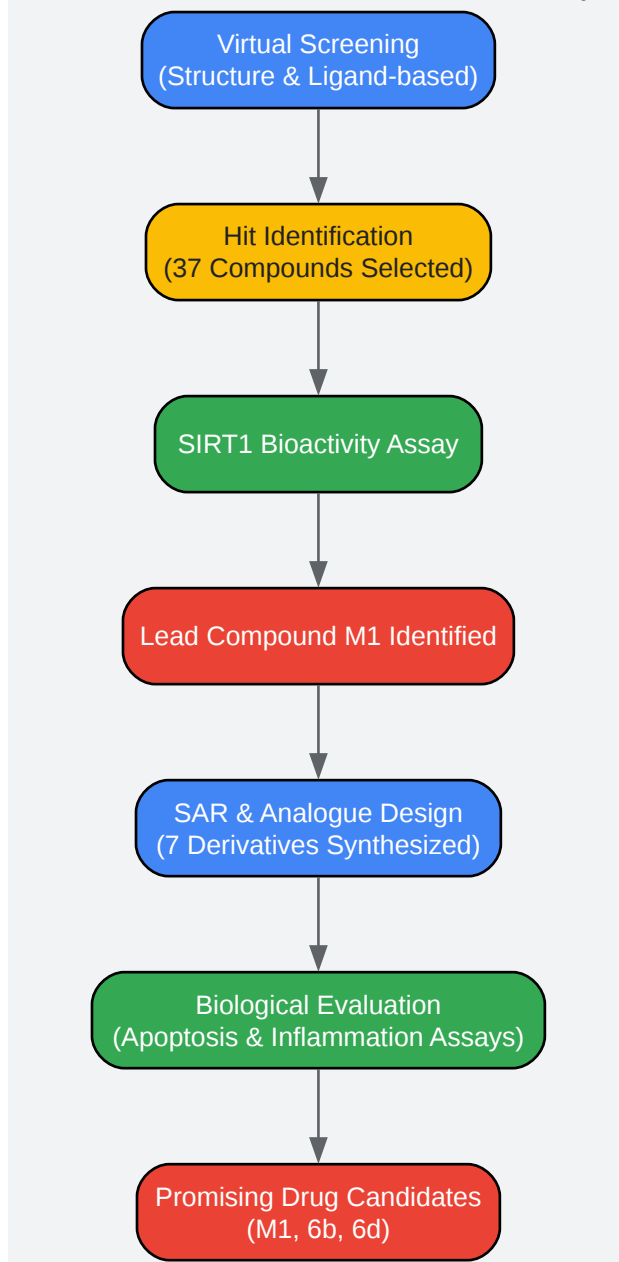 Virtual Screening
(Structure & Ligand-based)
Hit Identification
(37 Compounds Selected)
SIRT1 Bioactivity Assay
Lead Compound M1 Identified
SAR & Analogue Design
(7 Derivatives Synthesized)
Biological Evaluation
(Apoptosis & Inflammation Assays)
Promising Drug Candidates
(M1, 6b, 6d)